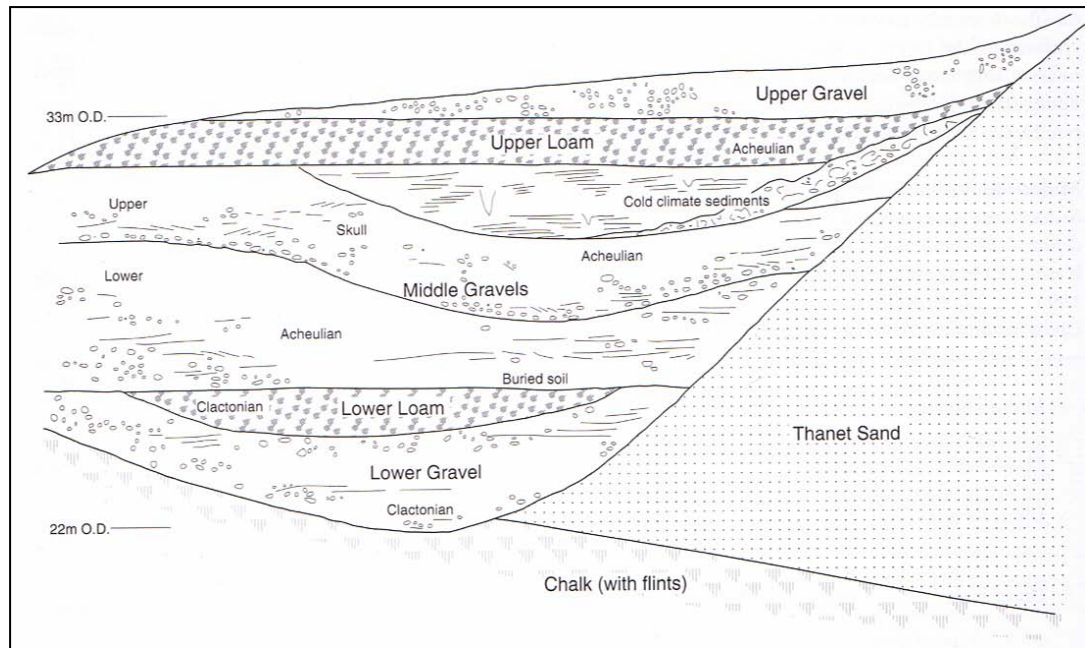 Upper Gravel
33m O.D.
Upper Loam
Acheulian
Cold climate sediments
Upper
Skull
Acheulian
Lower
Middle Gravels
Acheulian
Buried soil
Clactonian
Lower Loam
Thanet Sand
Lower Gravel
Clactonian
22m O.D.
Chalk (with flints)